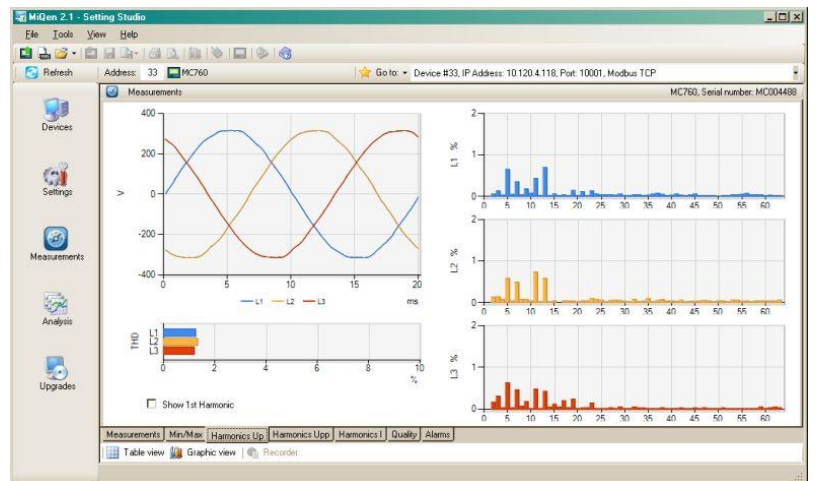 MiQen 2.1 - Setting Studio
File Tools View Help
Refresh Address: 33 MC760 Go to: Device #33, IP Address: 10.120.4.118, Port: 10001, Modbus TCP
Devices
Settings
Measurements
Analysis
Upgrades
Measurements MC760, Serial number: MC004488
400
200
0
-200
-400
V
0 5 10 15 20
L1 L2 L3 ms
THD
L1
L2
L3
0 2 4 6 8 10
%
Show 1st Harmonic
2
1
0
L1 %
0 5 10 15 20 25 30 35 40 45 50 55 60
2
1
0
L2 %
0 5 10 15 20 25 30 35 40 45 50 55 60
2
1
0
L3 %
0 5 10 15 20 25 30 35 40 45 50 55 60
Measurements Min/Max Harmonics Up Harmonics Upp Harmonics I Quality Alarms
Table view Graphic view Recorder